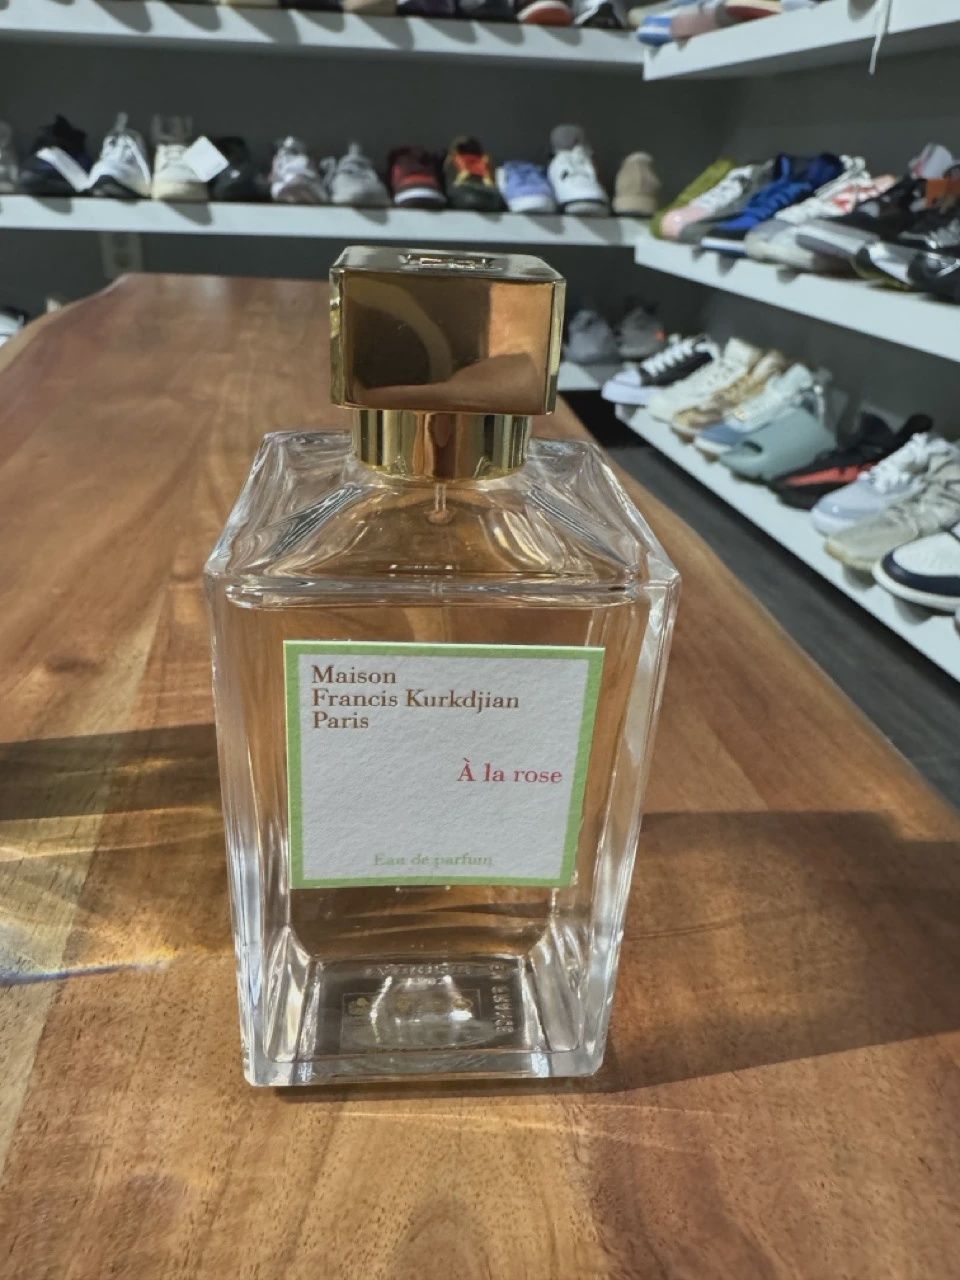 Maison
Francis Kurkdjian
Paris
À la rose
Eau de parfum